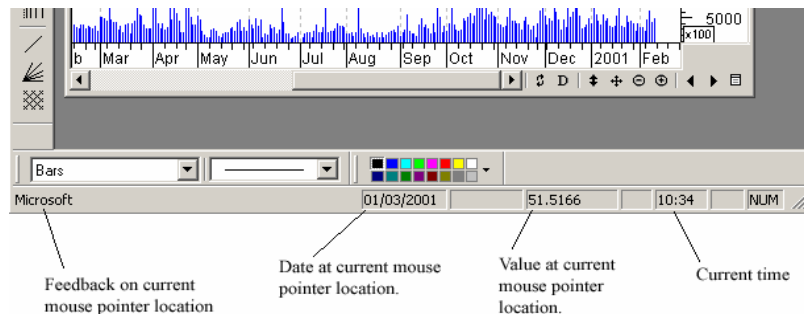 5000
x100
b Mar Apr May Jun Jul Aug Sep Oct Nov Dec 2001 Feb
D
Bars
Microsoft 01/03/2001 51.5166 10:34 NUM
Feedback on current
mouse pointer location
Date at current mouse
pointer location.
Value at current
mouse pointer
location.
Current time